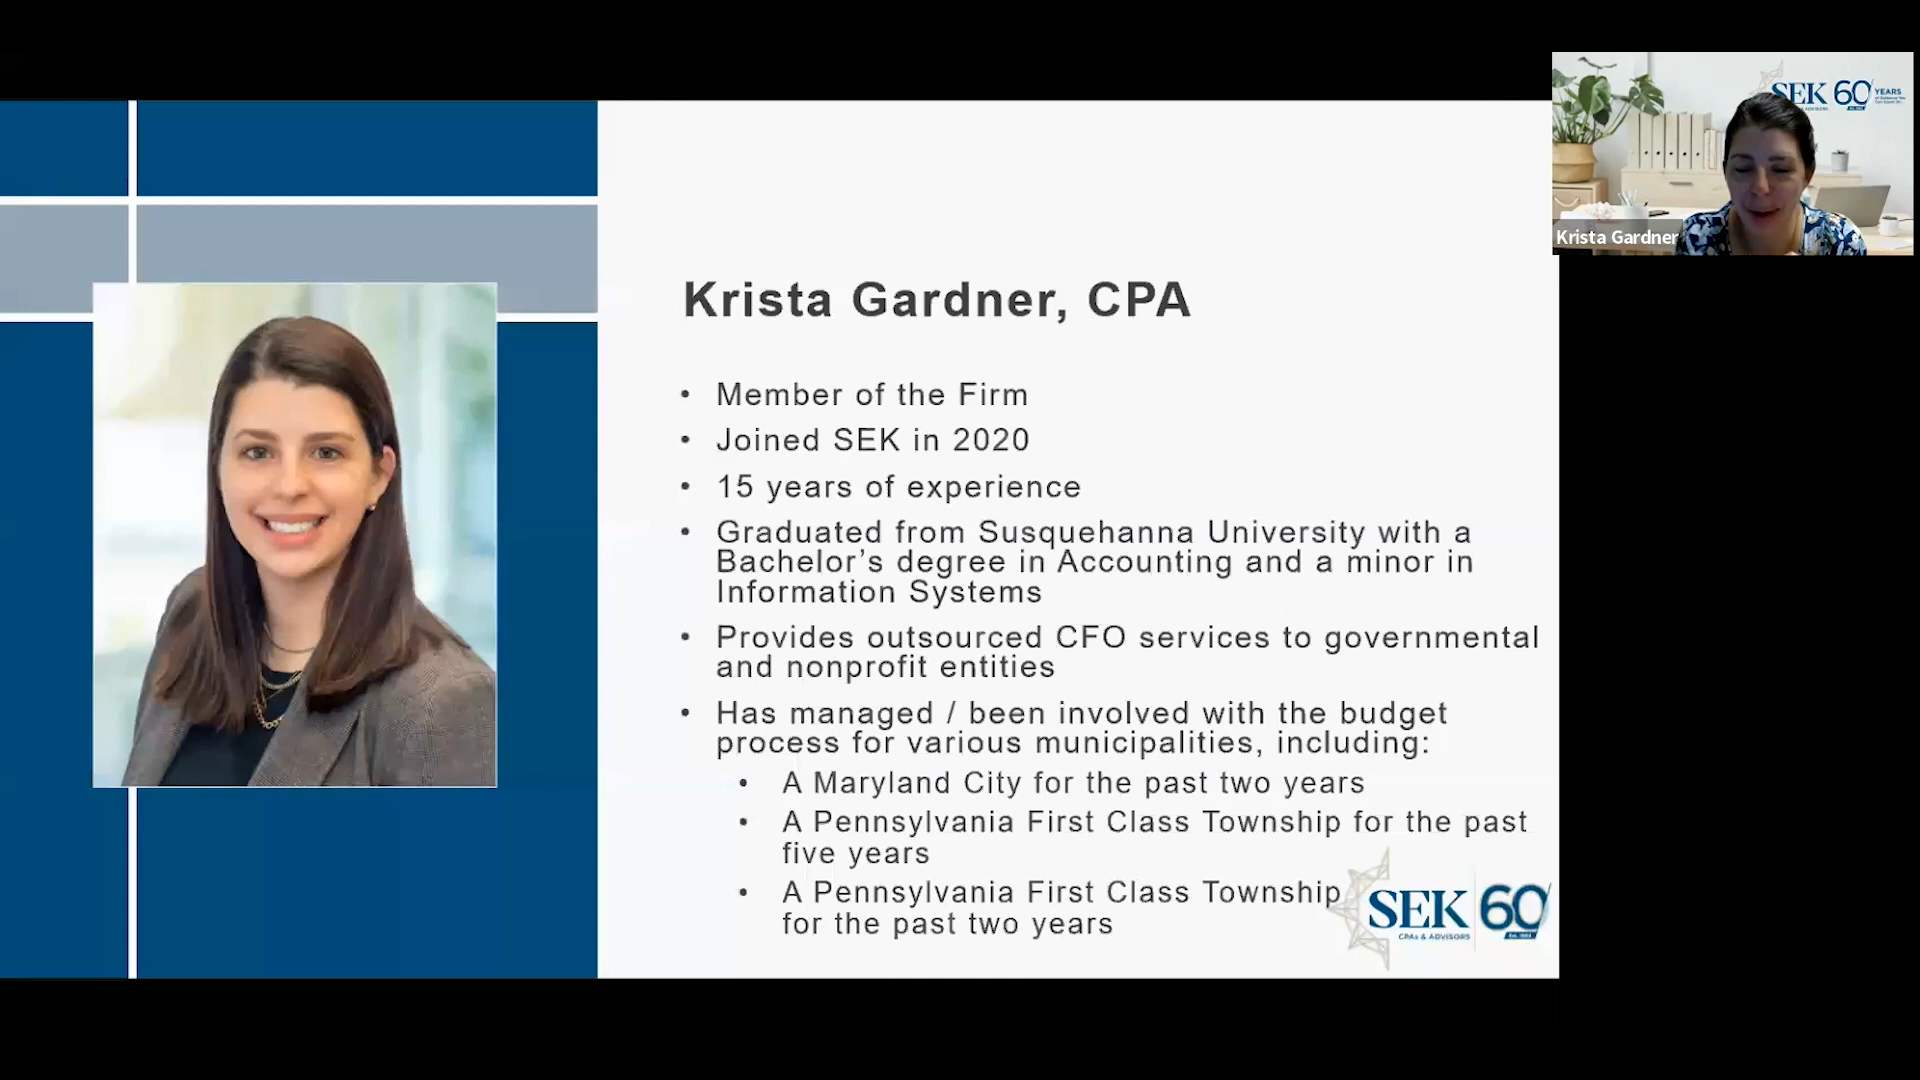 SEK 60 YEARS
Krista Gardner
Krista Gardner, CPA
• Member of the Firm
• Joined SEK in 2020
• 15 years of experience
• Graduated from Susquehanna University with a
Bachelor’s degree in Accounting and a minor in
Information Systems
• Provides outsourced CFO services to governmental
and nonprofit entities
• Has managed / been involved with the budget
process for various municipalities, including:
• A Maryland City for the past two years
• A Pennsylvania First Class Township for the past
five years
• A Pennsylvania First Class Township
for the past two years
SEK 60
CPAs & ADVISORS